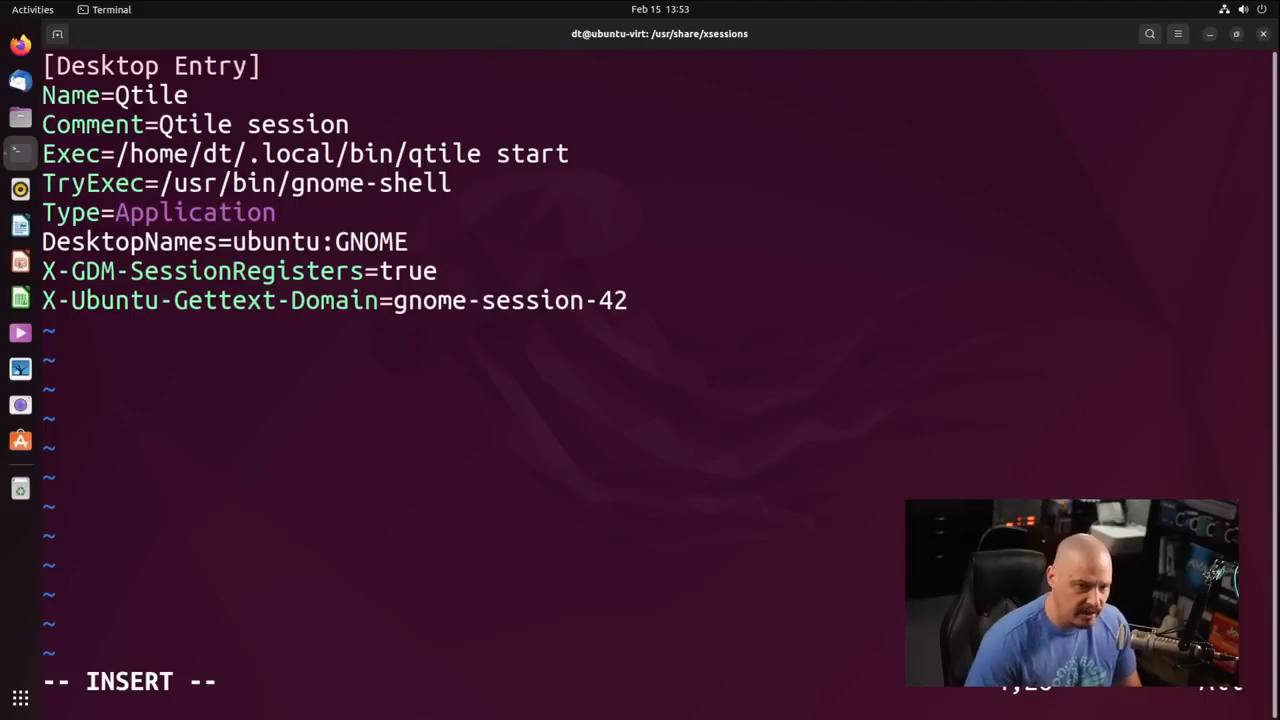 Activities
Terminal
Feb 15 13:53
dt@ubuntu-virt: /usr/share/xsessions
[Desktop Entry]
Name=Qtile
Comment=Qtile session
Exec=/home/dt/.local/bin/qtile start
TryExec=/usr/bin/gnome-shell
Type=Application
DesktopNames=ubuntu:GNOME
X-GDM-SessionRegisters=true
X-Ubuntu-Gettext-Domain=gnome-session-42
~
~
~
~
~
~
~
~
~
~
~
~
-- INSERT --